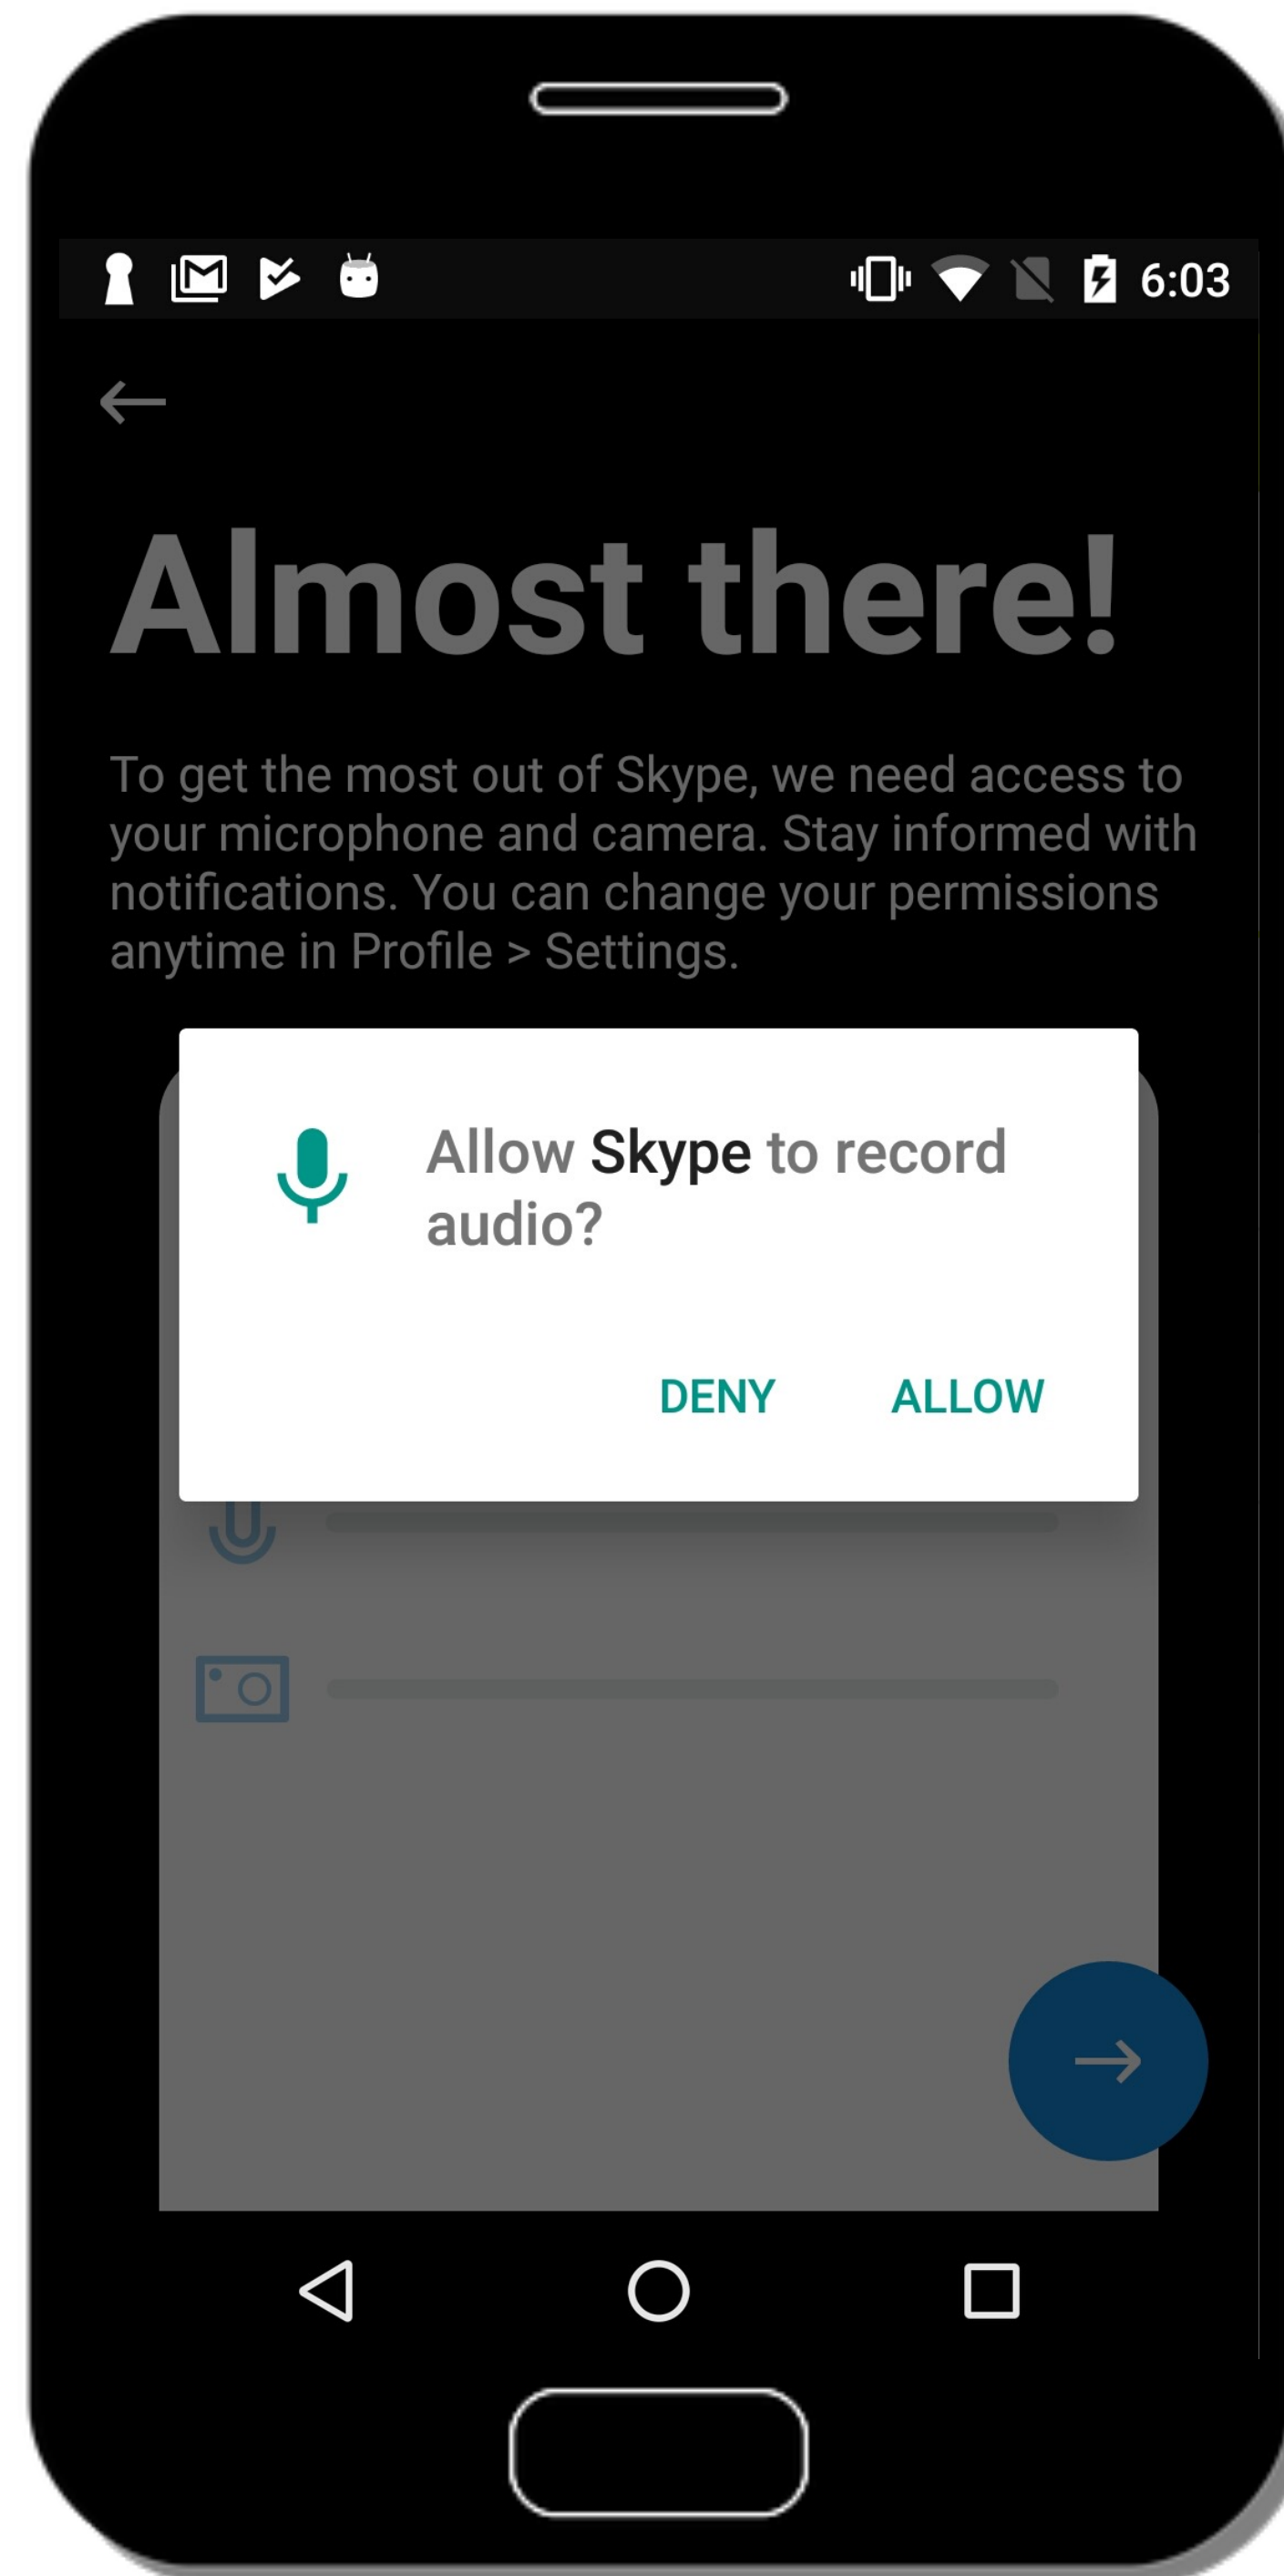 6:03
Almost there!
To get the most out of Skype, we need access to
your microphone and camera. Stay informed with
notifications. You can change your permissions
anytime in Profile > Settings.
Allow Skype to record
audio?
DENY ALLOW